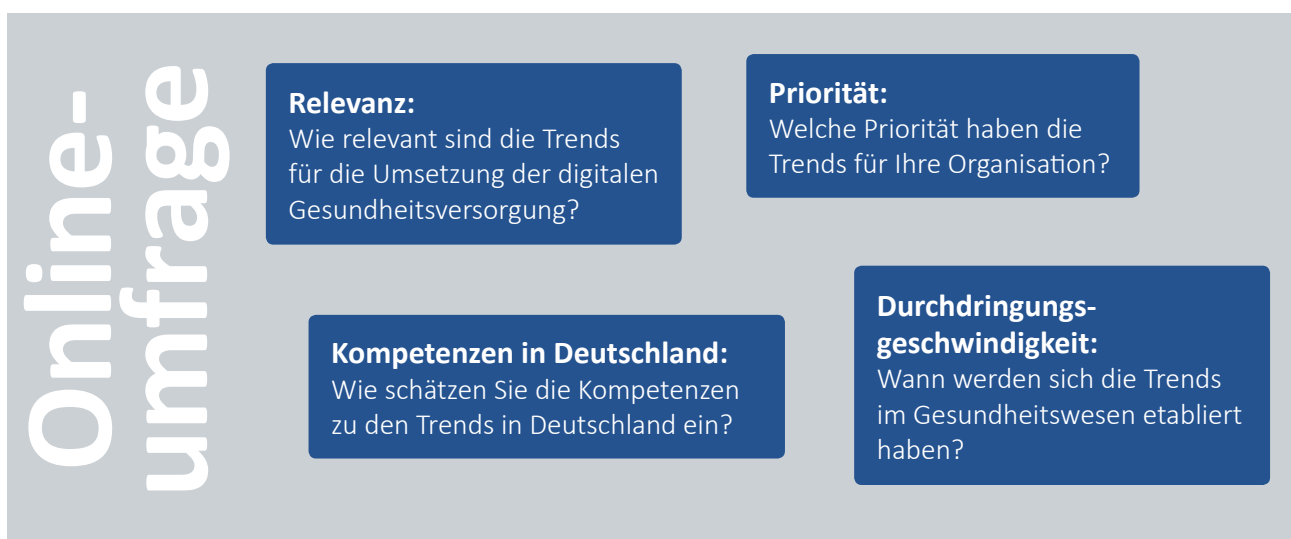 Online-
umfrage
Relevanz:
Wie relevant sind die Trends
für die Umsetzung der digitalen
Gesundheitsversorgung?
Priorität:
Welche Priorität haben die
Trends für Ihre Organisation?
Kompetenzen in Deutschland:
Wie schätzen Sie die Kompetenzen
zu den Trends in Deutschland ein?
Durchdringungs-
geschwindigkeit:
Wann werden sich die Trends
im Gesundheitswesen etabliert
haben?